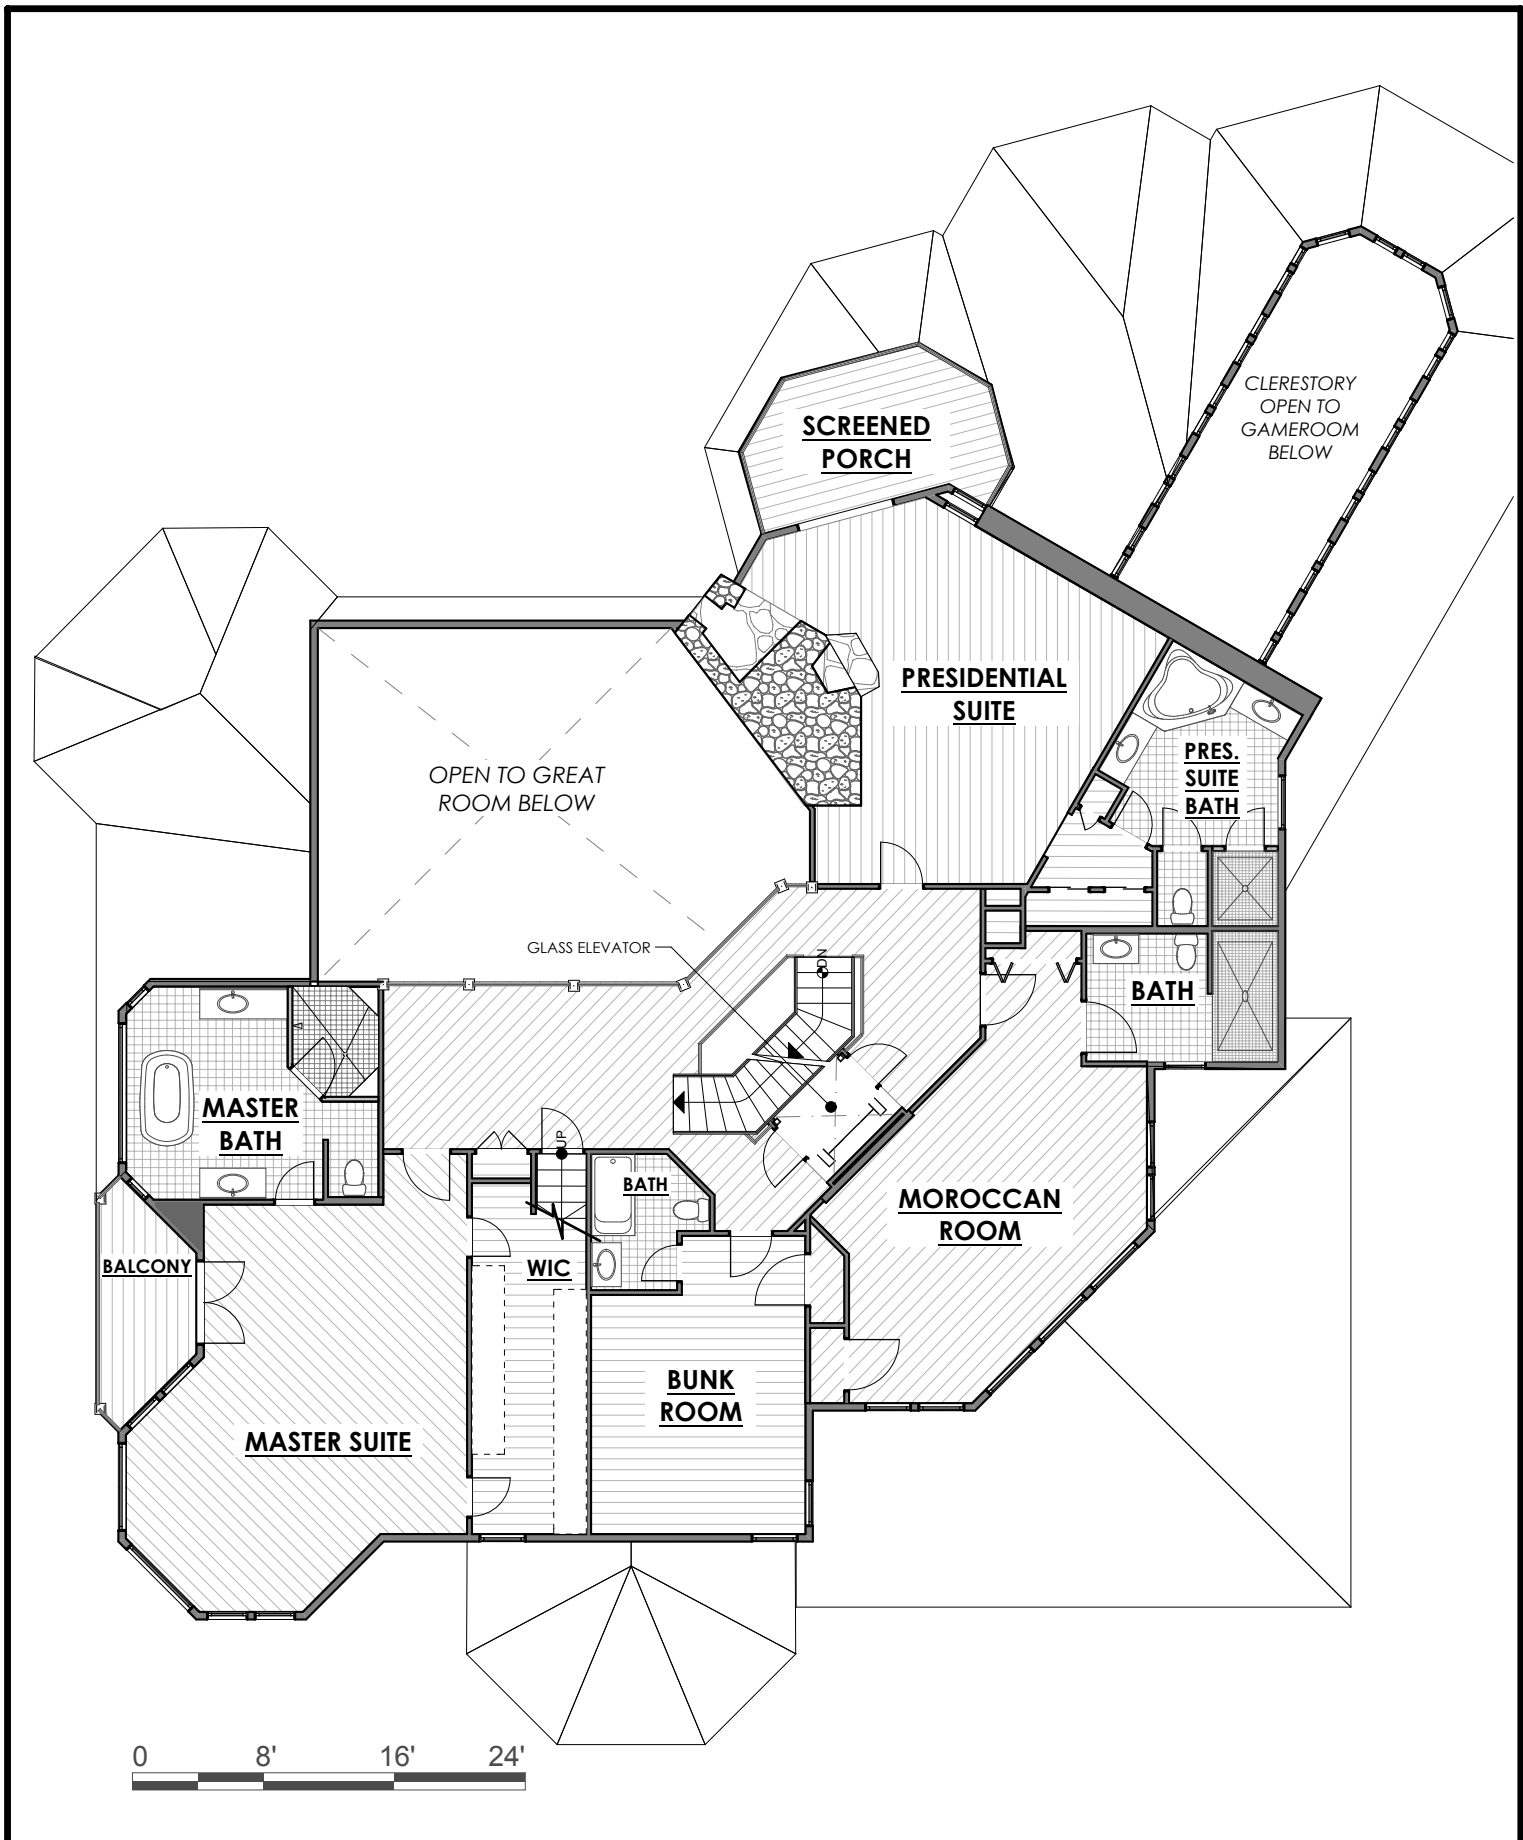 CLERESTORY
OPEN TO
GAMEROOM
BELOW
SCREENED
PORCH
PRESIDENTIAL
SUITE
PRES.
SUITE
BATH
OPEN TO GREAT
ROOM BELOW
GLASS ELEVATOR
DN
BATH
MASTER
BATH
UP
BATH
MOROCCAN
ROOM
BALCONY
WIC
BUNK
ROOM
MASTER SUITE
0 8' 16' 24'